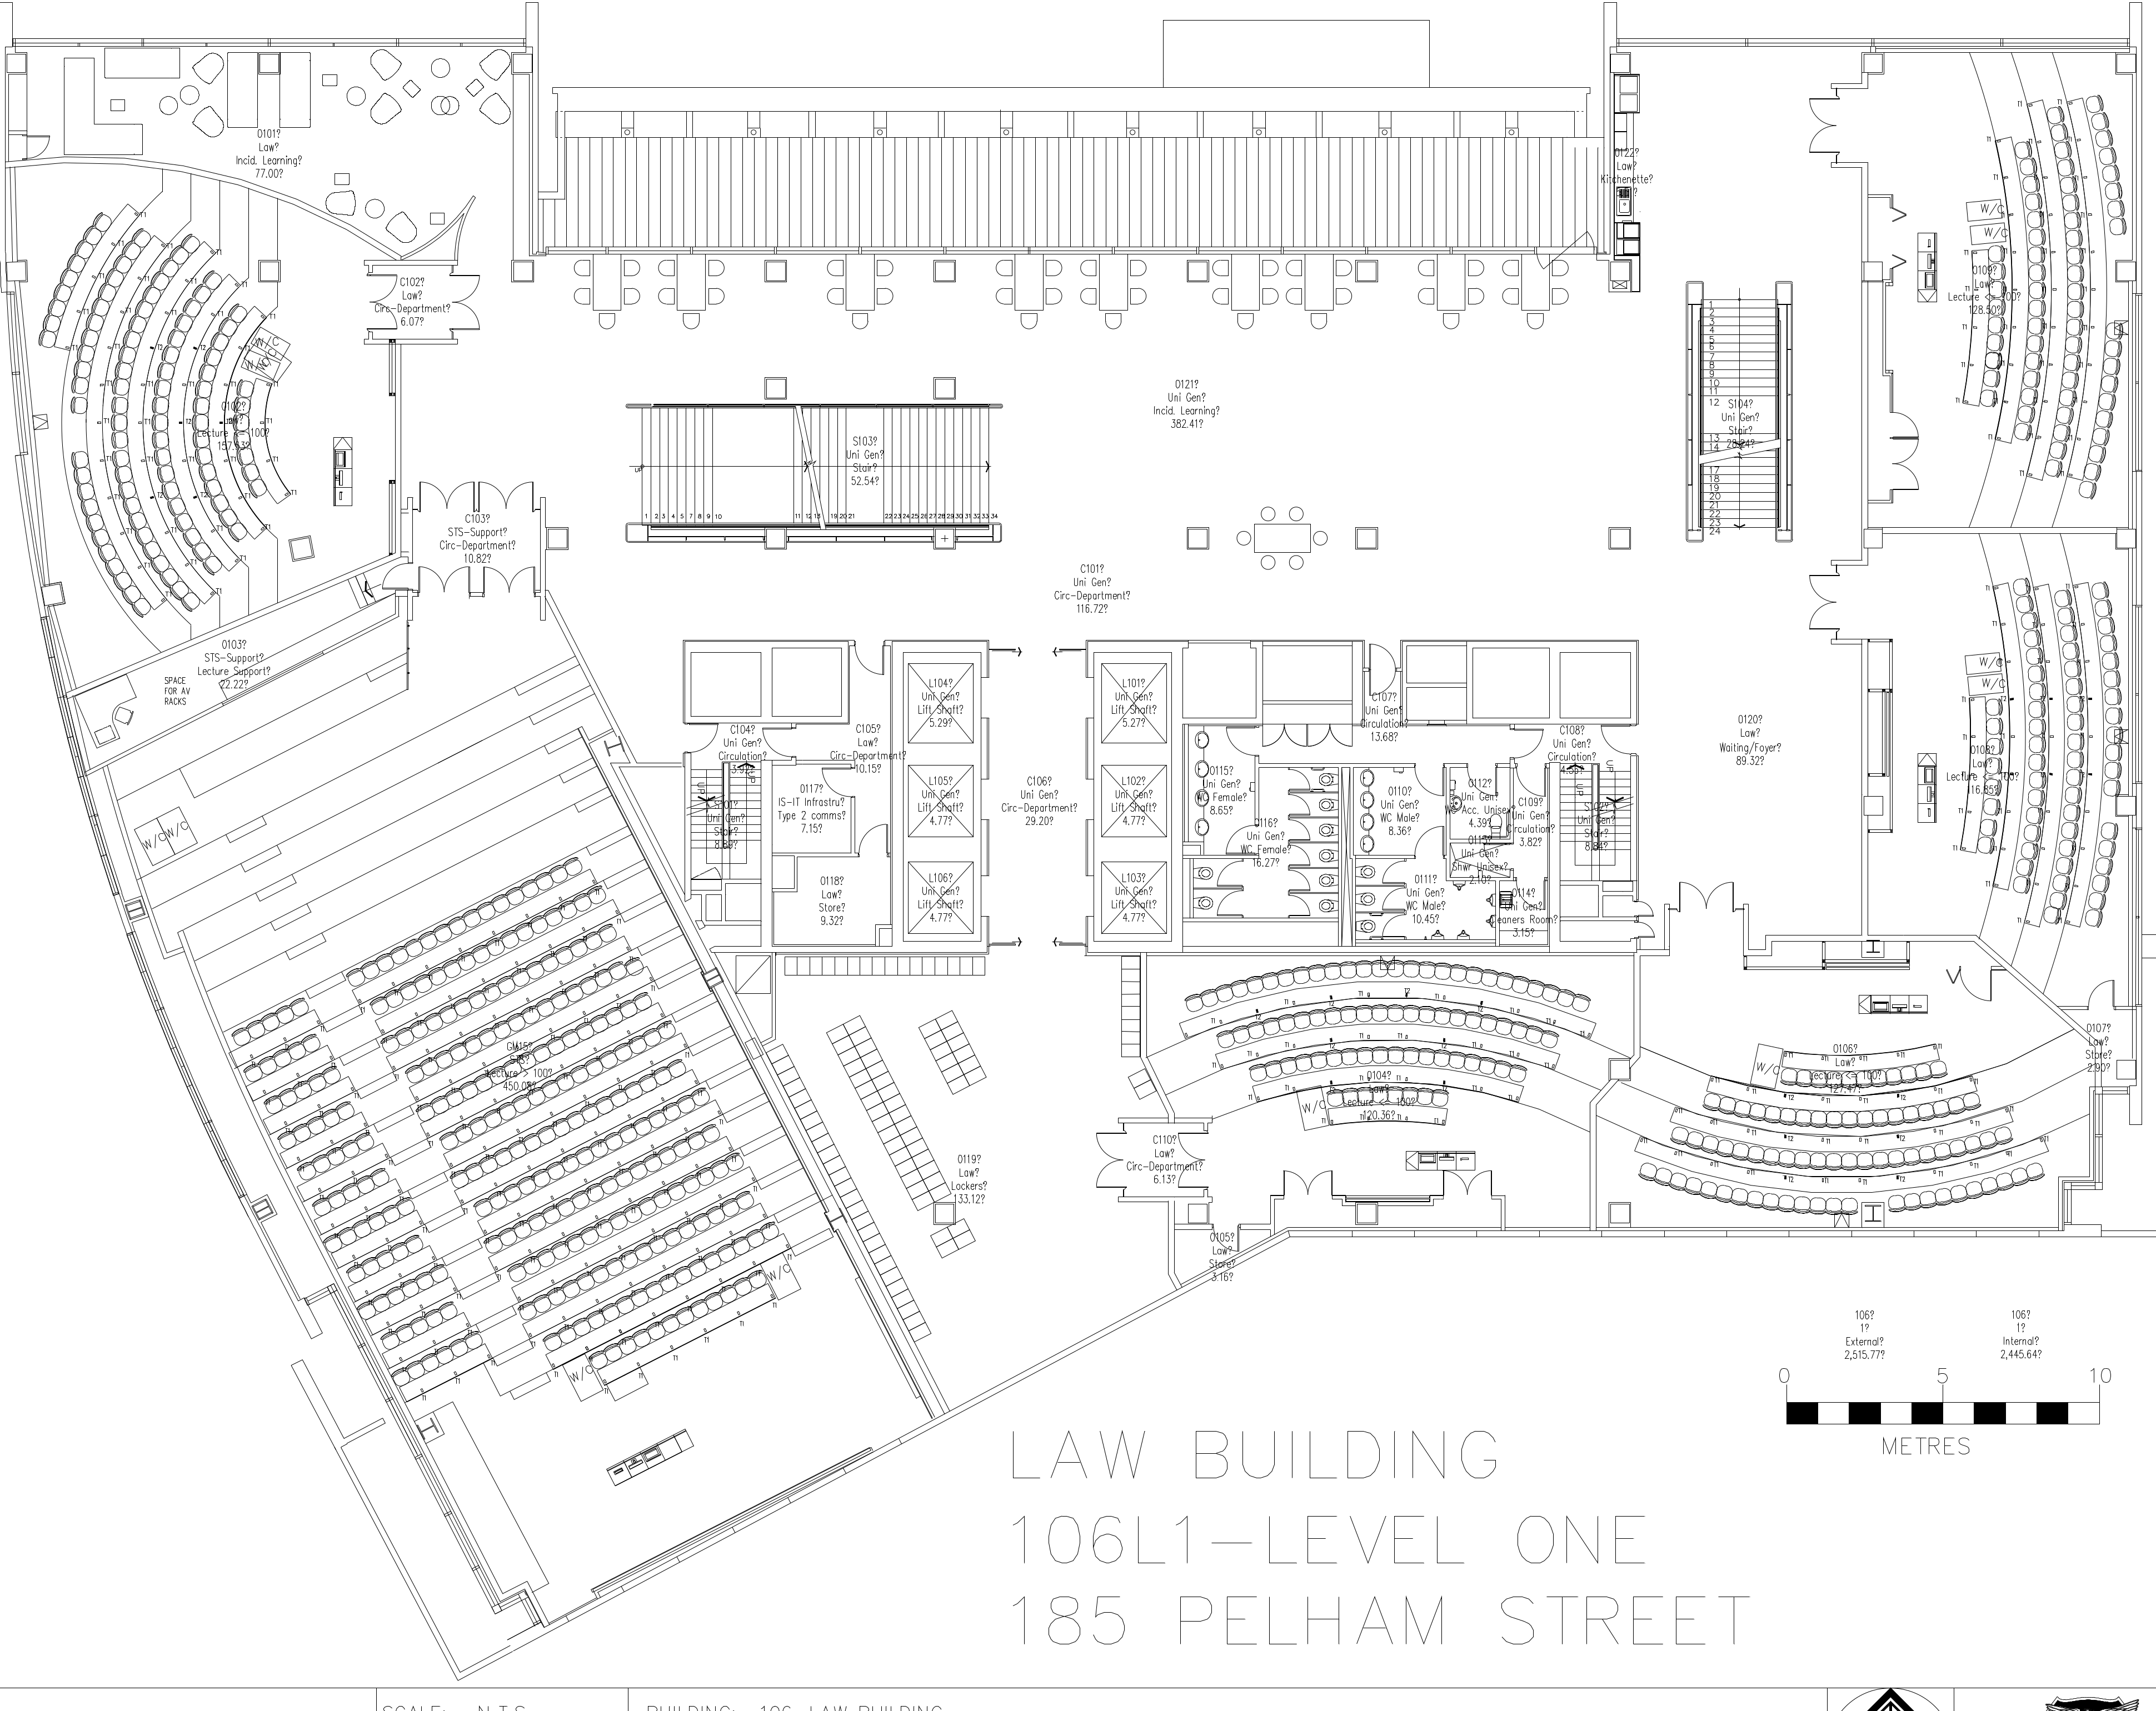 0101?
Law?
Incid. Learning?
77.00?
C102?
Law?
Circ-Department?
6.07?
0122?
Law?
Kitchenette?
0102?
Lecture <= 100?
157.93?
0121?
Uni Gen?
Incid. Learning?
382.41?
S103?
Uni Gen?
Stair?
52.54?
S104?
Uni Gen?
Stair?
0109?
Law?
Lecture <= 100?
128.50?
C103?
STS-Support?
Circ-Department?
10.82?
C101?
Uni Gen?
Circ-Department?
116.72?
0103?
STS-Support?
Lecture Support?
22.22?
SPACE
FOR AV
RACKS
C104?
Uni Gen?
Circulation?
C105?
Law?
Circ-Department?
10.15?
L104?
Uni Gen?
Lift Shaft?
5.29?
L105?
Uni Gen?
Lift Shaft?
4.77?
L106?
Uni Gen?
Lift Shaft?
4.77?
C106?
Uni Gen?
Circ-Department?
29.20?
L101?
Uni Gen?
Lift Shaft?
5.27?
L102?
Uni Gen?
Lift Shaft?
4.77?
L103?
Uni Gen?
Lift Shaft?
4.77?
S101?
Uni Gen?
Stair?
0117?
IS-IT Infrastru?
Type 2 comms?
7.15?
0118?
Law?
Store?
9.32?
C107?
Uni Gen?
Circulation?
13.68?
C108?
Uni Gen?
Circulation?
0115?
Uni Gen?
WC Female?
8.65?
C116?
Uni Gen?
WC Female?
16.27?
0110?
Uni Gen?
WC Male?
8.36?
0111?
Uni Gen?
WC Male?
10.45?
0112?
Uni Gen?
WC Acc. Unisex?
4.39?
0113?
Uni Gen?
Shwr Unisex?
2.10?
C109?
Uni Gen?
Circulation?
3.82?
0114?
Uni Gen?
Cleaners Room?
3.15?
S102?
Uni Gen?
Stair?
8.84?
0120?
Law?
Waiting/Foyer?
89.32?
0108?
Law?
Lecture <= 100?
116.85?
GM15?
STS?
Lecture > 100?
450.08?
0119?
Law?
Lockers?
133.12?
0104?
Law?
Lecture <= 100?
120.36?
C110?
Law?
Circ-Department?
6.13?
0105?
Law?
Store?
3.16?
0106?
Law?
Lecture <= 100?
127.47?
0107?
Law?
Store?
2.90?
W/C
UP
106?
1?
External?
2,515.77?
106?
1?
Internal?
2,445.64?
0 5 10
METRES
LAW BUILDING
106L1-LEVEL ONE
185 PELHAM STREET
SCALE: N.T.S.
BUILDING: 106 LAW BUILDING